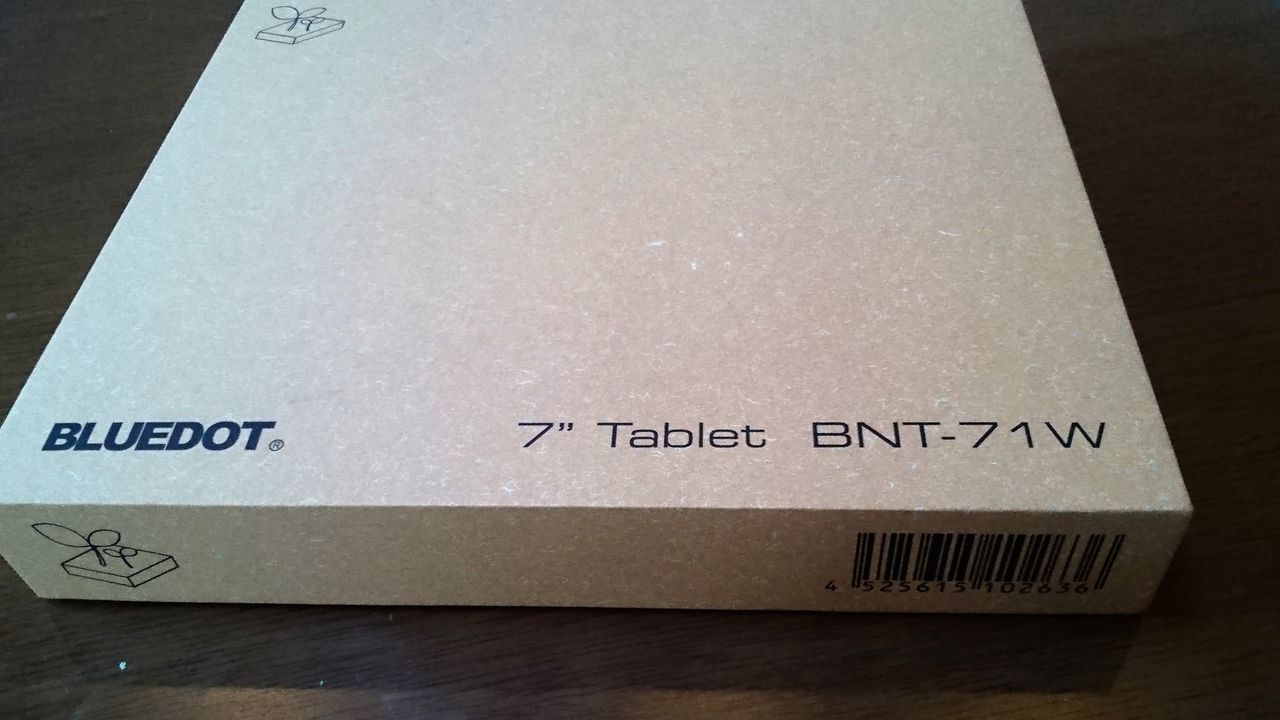 BLUEDOT®
7” Tablet BNT-71W
4 525615 102636